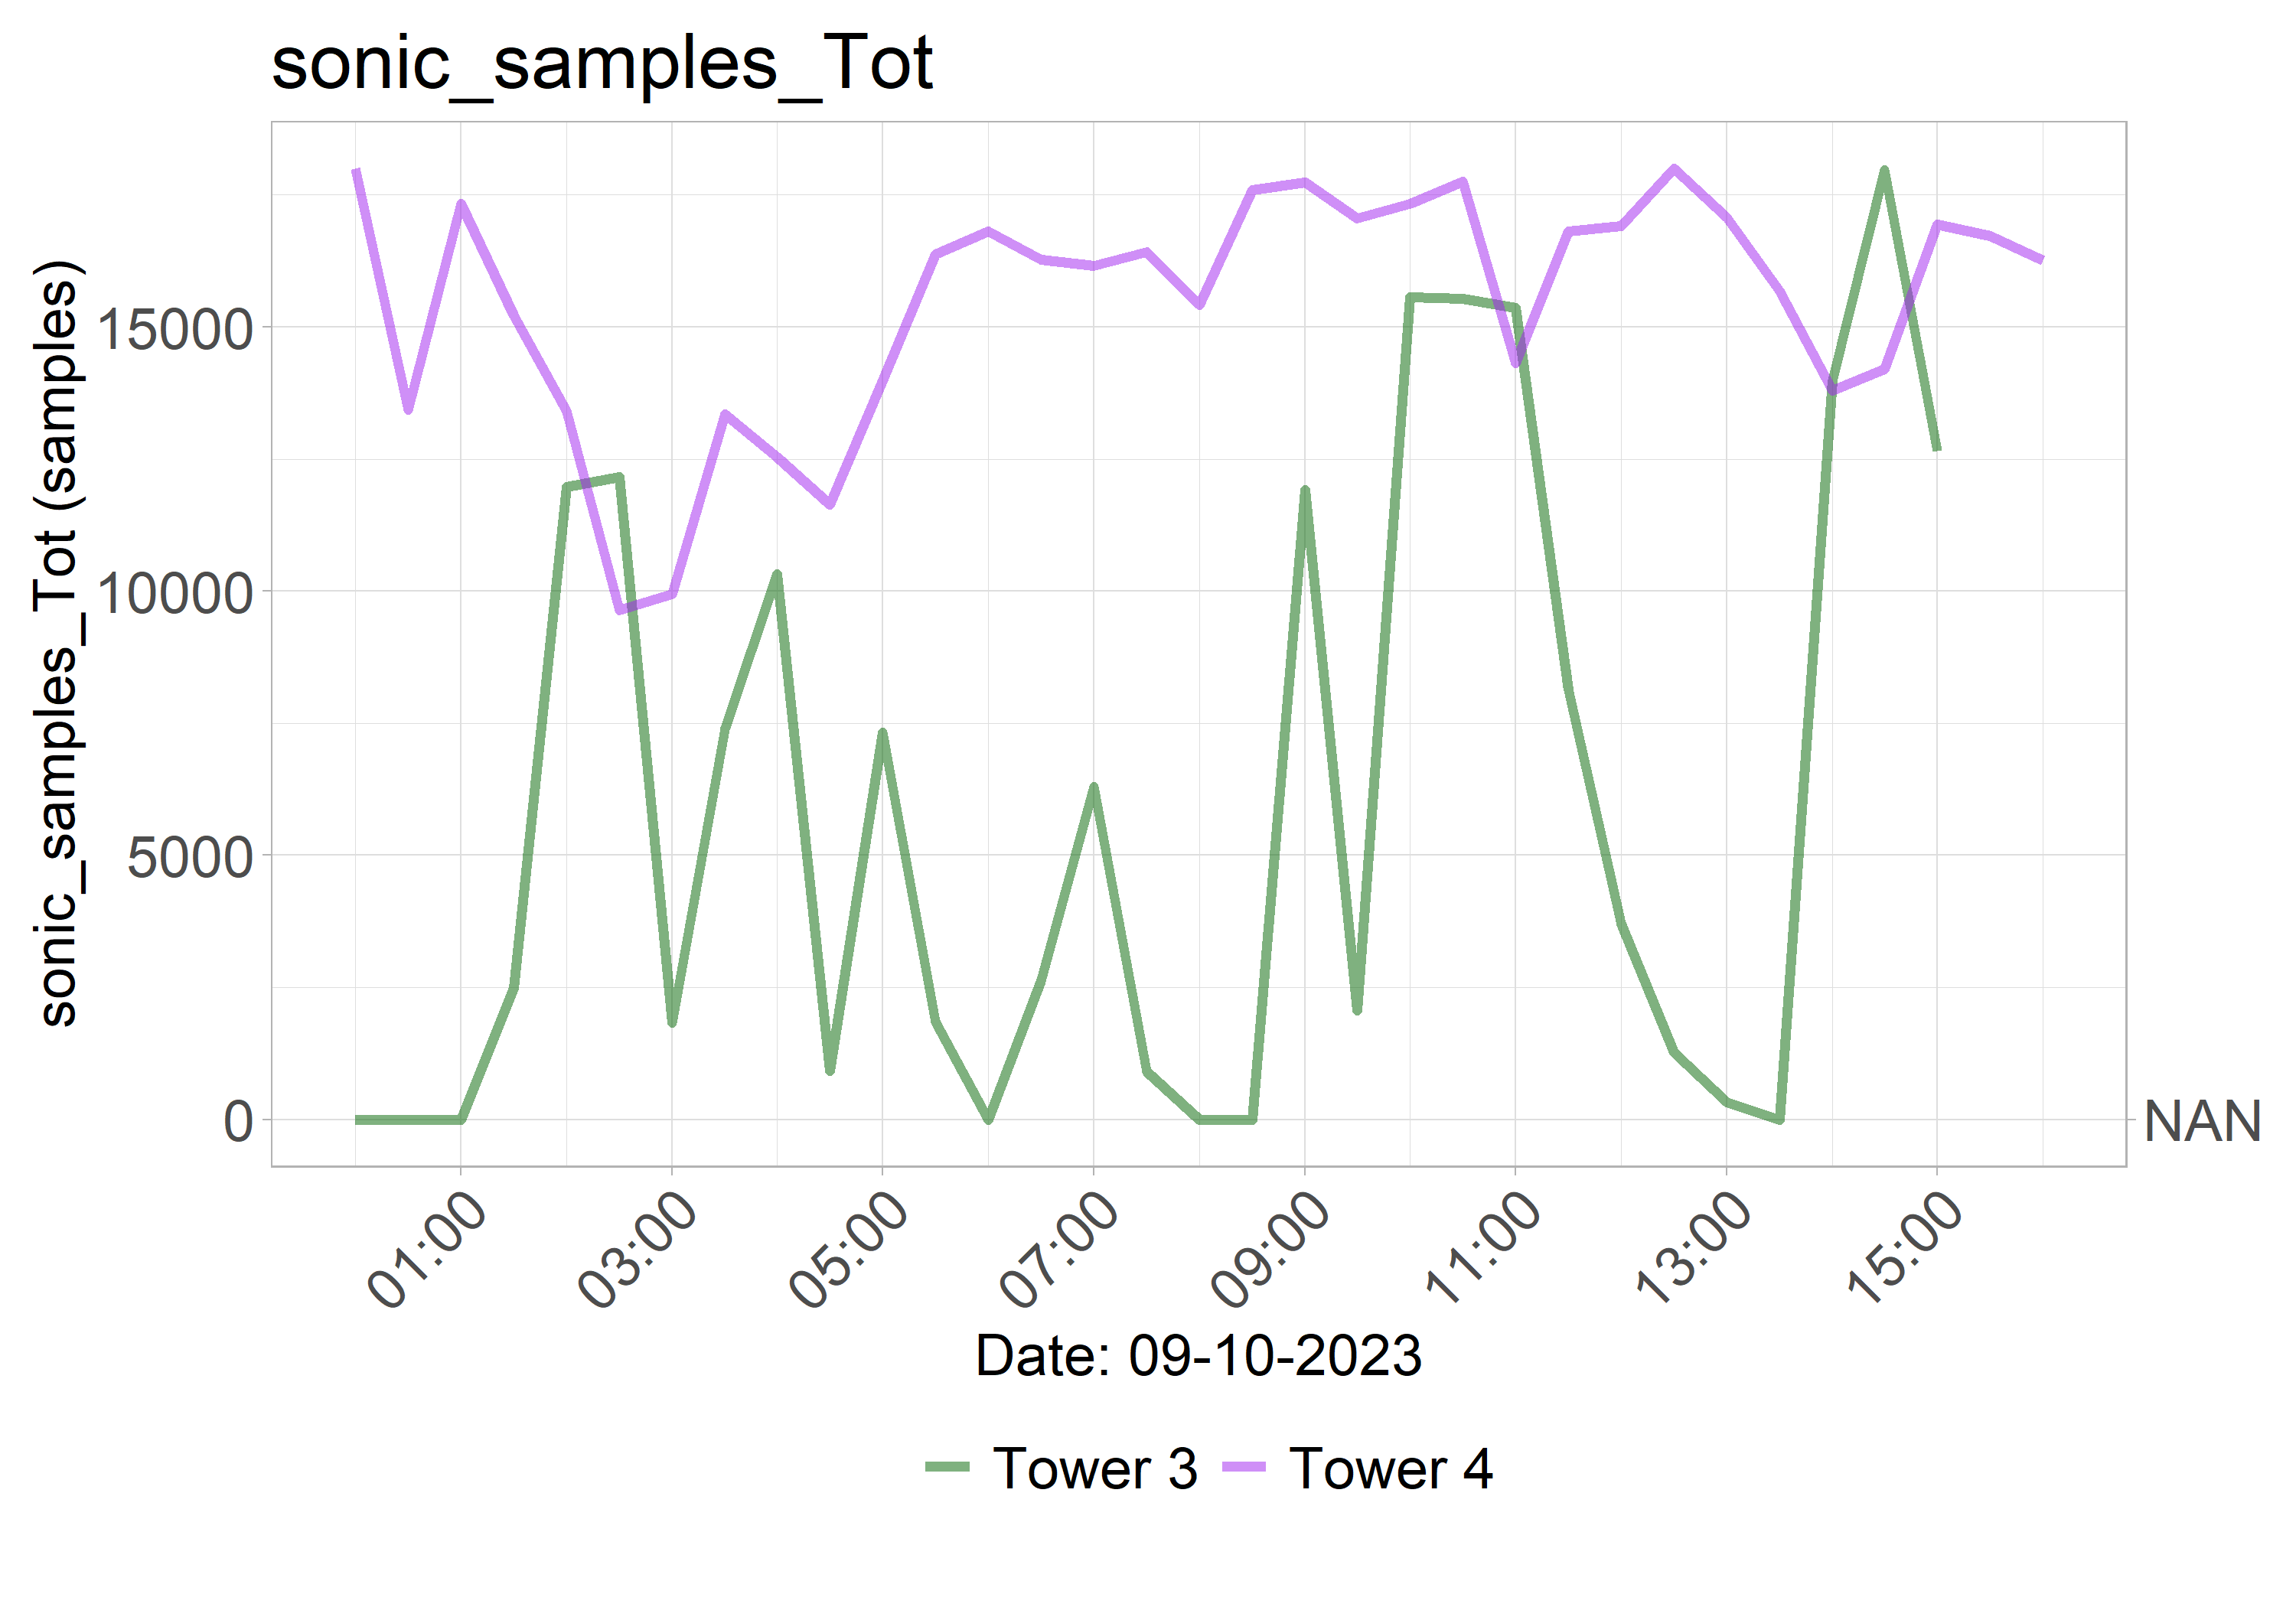 sonic_samples_Tot
sonic_samples_Tot (samples)
15000
10000
5000
0
NAN
01:00
03:00
05:00
07:00
09:00
11:00
13:00
15:00
Date: 09-10-2023
Tower 3
Tower 4